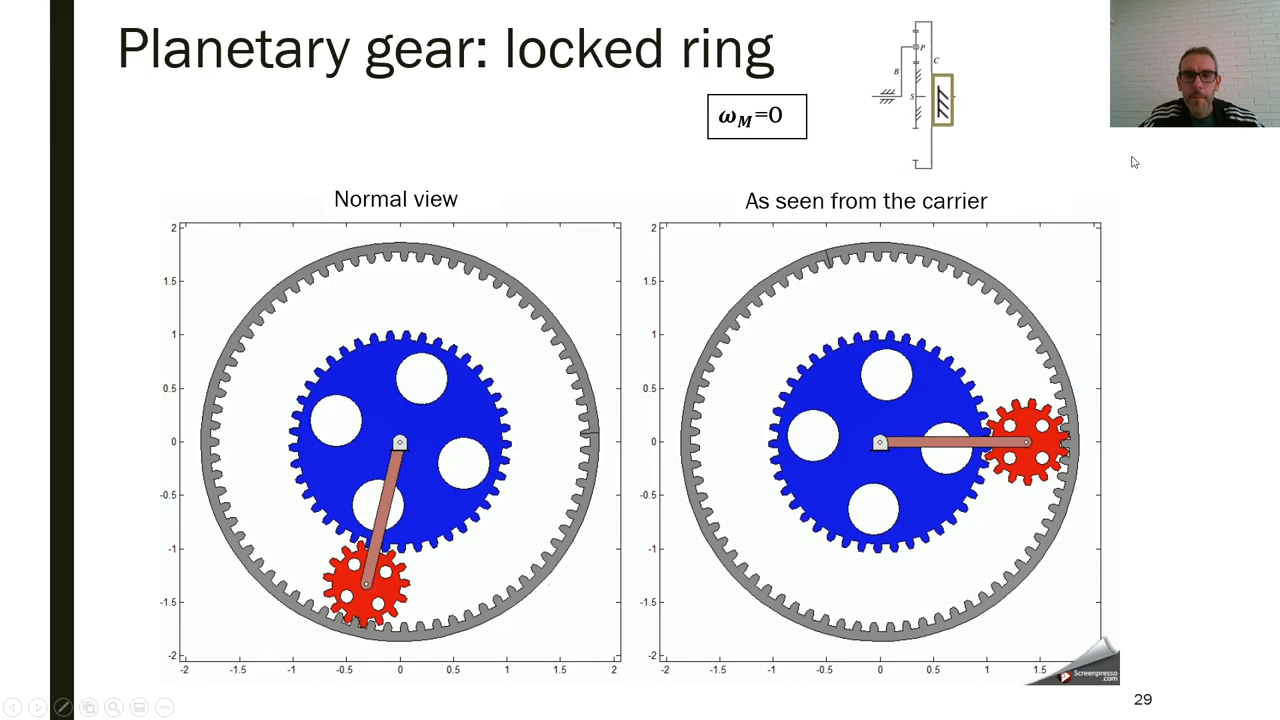 Planetary gear: locked ring
P
C
B
S
ω_M=0
Normal view
As seen from the carrier
2
1.5
1
0.5
0
-0.5
-1
-1.5
-2
-2 -1.5 -1 -0.5 0 0.5 1 1.5 2
2
1.5
1
0.5
0
-0.5
-1
-1.5
-2
-2 -1.5 -1 -0.5 0 0.5 1 1.5
Screenpresso
.com
29